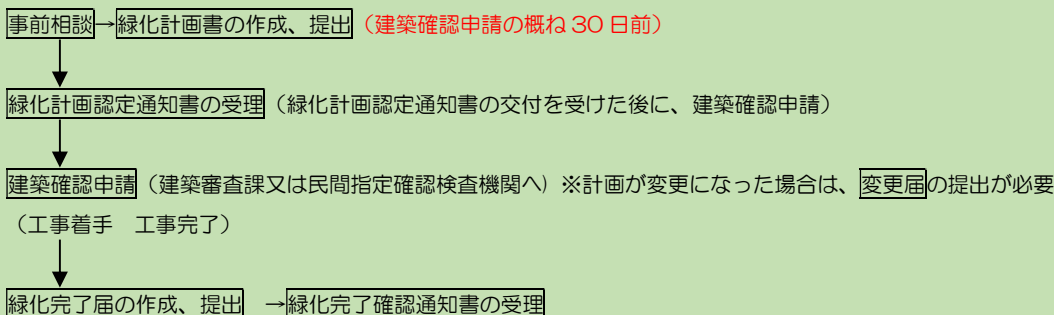 事前相談→緑化計画書の作成、提出（建築確認申請の概ね30日前）
緑化計画認定通知書の受理（緑化計画認定通知書の交付を受けた後に、建築確認申請）
建築確認申請（建築審査課又は民間指定確認検査機関へ）※計画が変更になった場合は、変更届の提出が必要
（工事着手　工事完了）
緑化完了届の作成、提出　→緑化完了確認通知書の受理